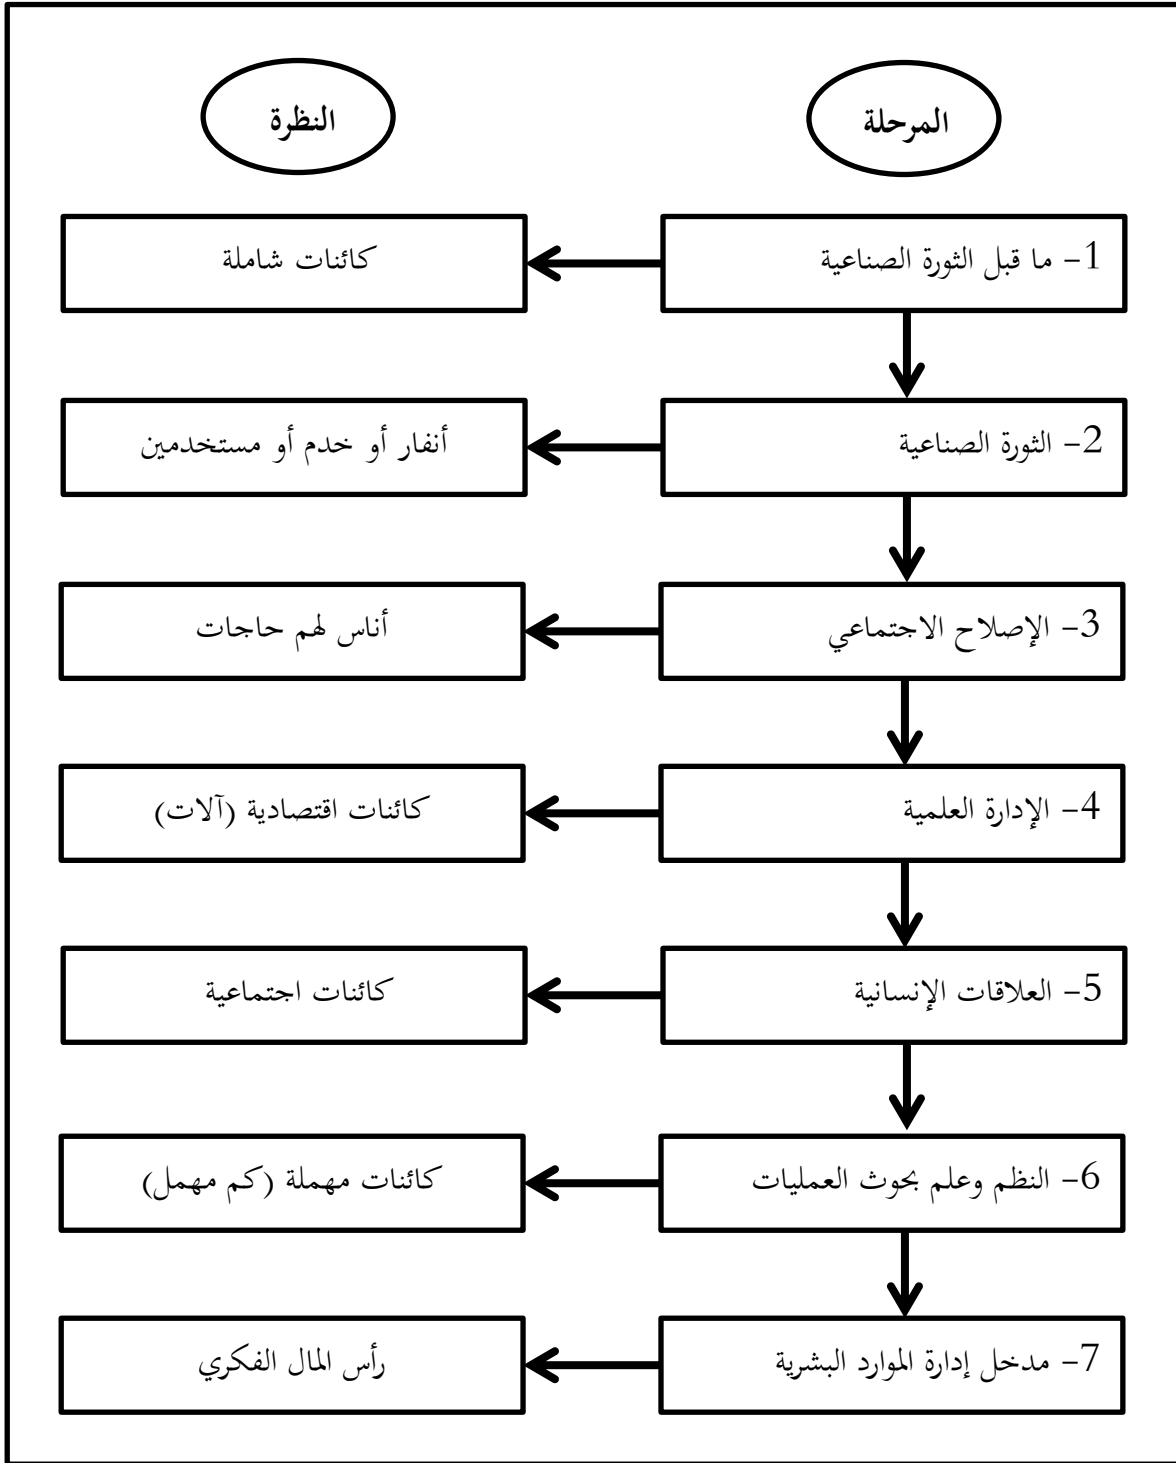 المرحلة
النظرة
1- ما قبل الثورة الصناعية
كائنات شاملة
2- الثورة الصناعية
أنفار أو خدم أو مستخدمين
3- الإصلاح الاجتماعي
أناس لهم حاجات
4- الإدارة العلمية
كائنات اقتصادية (آلات)
5- العلاقات الإنسانية
كائنات اجتماعية
6- النظم وعلم بحوث العمليات
كائنات مهملة (كم مهمل)
7- مدخل إدارة الموارد البشرية
رأس المال الفكري